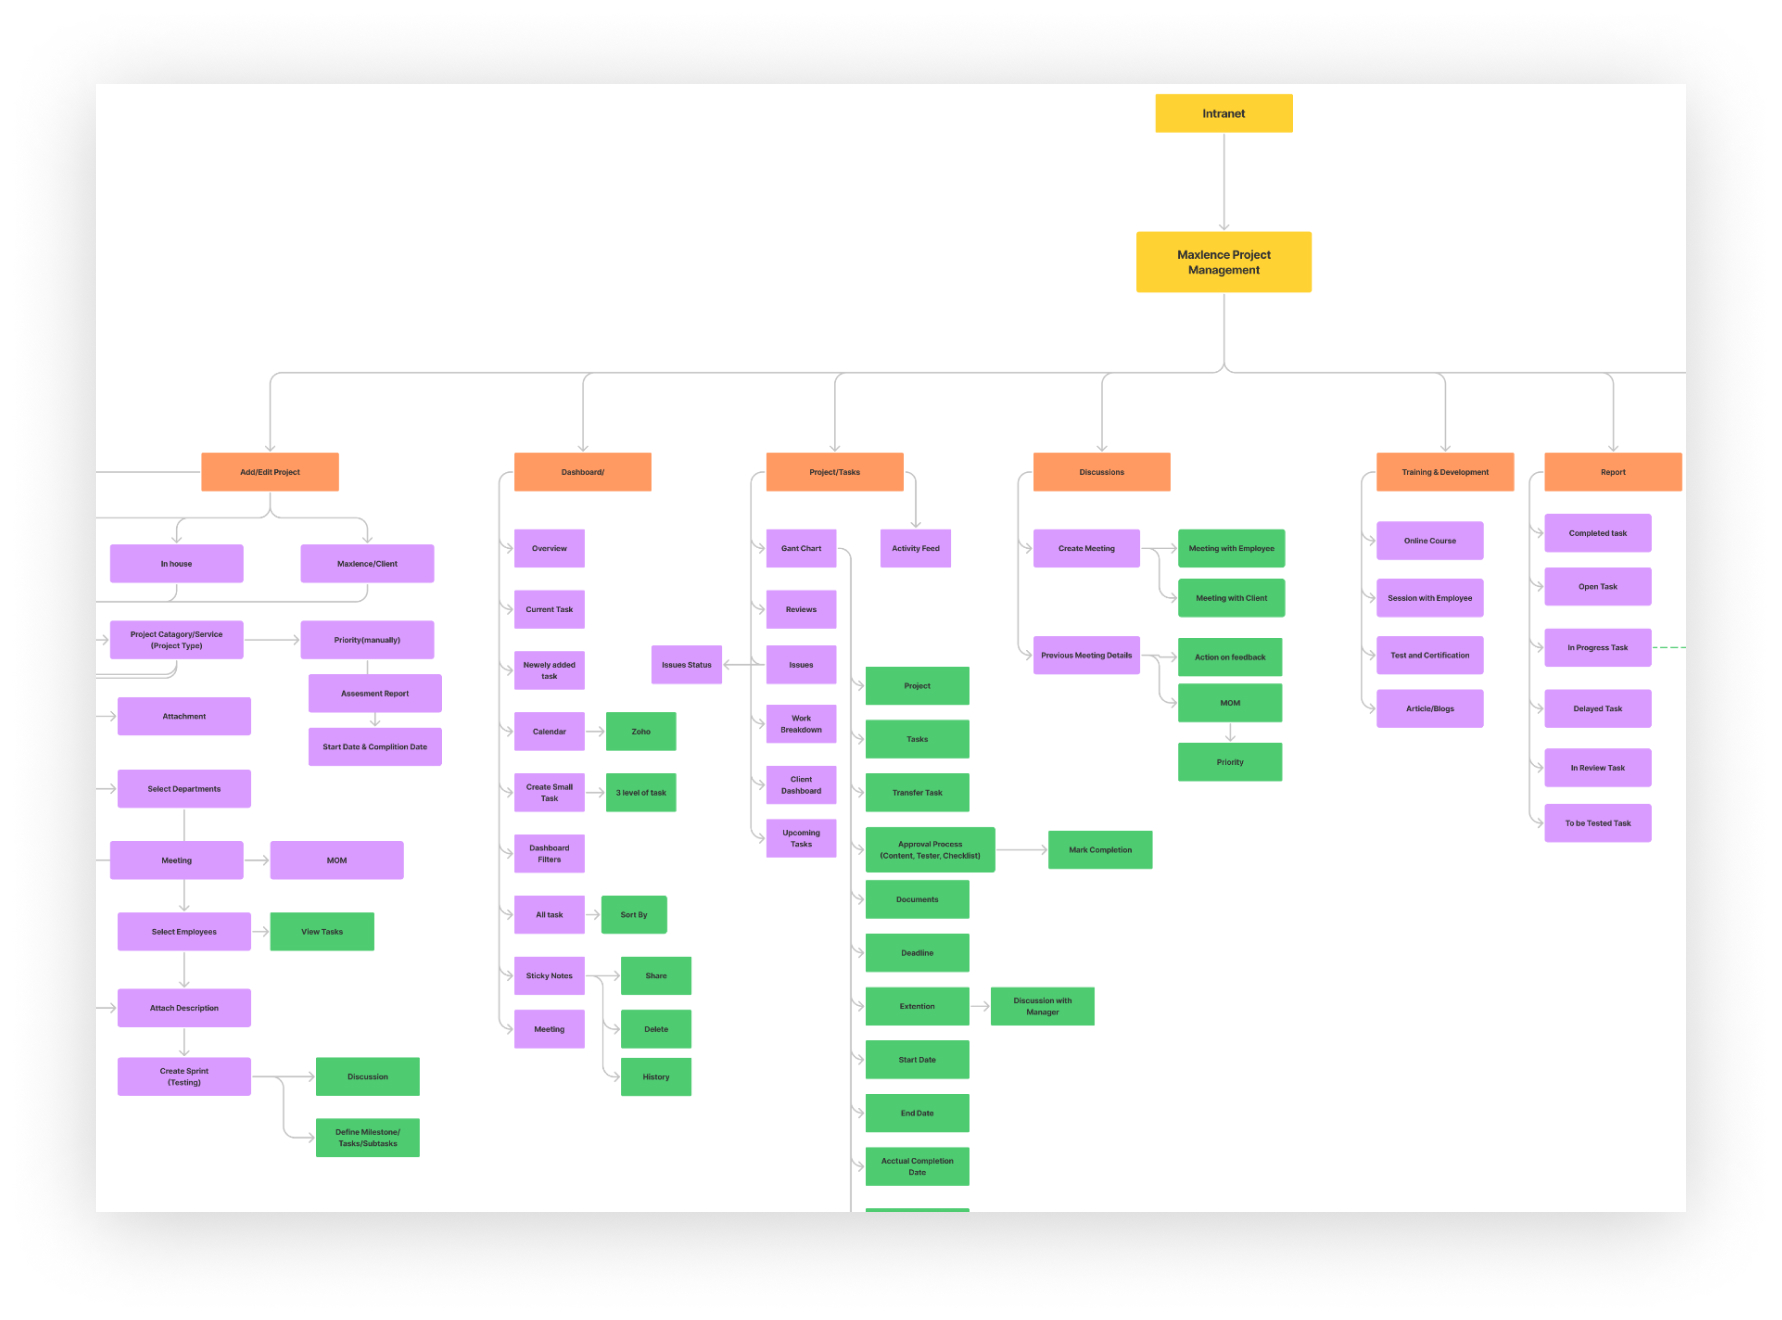 Intranet
Maxlence Project
Management
Add/Edit Project
Dashboard/
Project/Tasks
Discussions
Training & Development
Report
In house
Maxlence/Client
Project Catagory/Service
(Project Type)
Priority(manually)
Assesment Report
Attachment
Start Date & Complition Date
Select Departments
Meeting
MOM
Select Employees
View Tasks
Attach Description
Create Sprint
(Testing)
Discussion
Define Milestone/
Tasks/Subtasks
Overview
Current Task
Newely added
task
Calendar
Zoho
Create Small
Task
3 level of task
Dashboard
Filters
All task
Sort By
Sticky Notes
Share
Meeting
Delete
History
Gant Chart
Activity Feed
Reviews
Issues Status
Issues
Work
Breakdown
Client
Dashboard
Upcoming
Tasks
Project
Tasks
Transfer Task
Approval Process
(Content, Tester, Checklist)
Mark Completion
Documents
Deadline
Extention
Discussion with
Manager
Start Date
End Date
Acctual Completion
Date
Create Meeting
Meeting with Employee
Meeting with Client
Previous Meeting Details
Action on feedback
MOM
Priority
Online Course
Session with Employee
Test and Certification
Article/Blogs
Completed task
Open Task
In Progress Task
Delayed Task
In Review Task
To be Tested Task